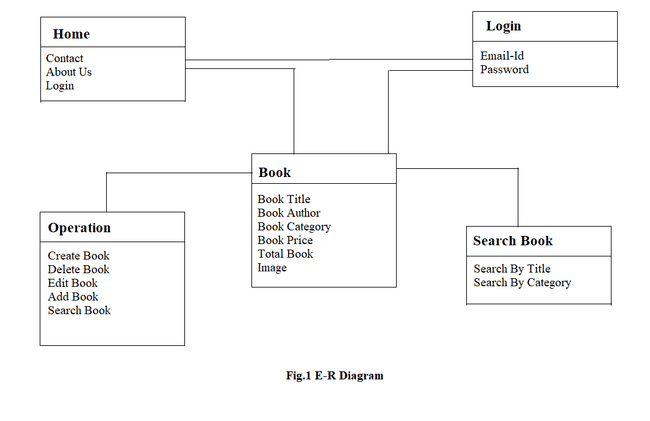 Home
Contact
About Us
Login
Login
Email-Id
Password
Book
Book Title
Book Author
Book Category
Book Price
Total Book
Image
Operation
Create Book
Delete Book
Edit Book
Add Book
Search Book
Search Book
Search By Title
Search By Category
Fig.1 E-R Diagram